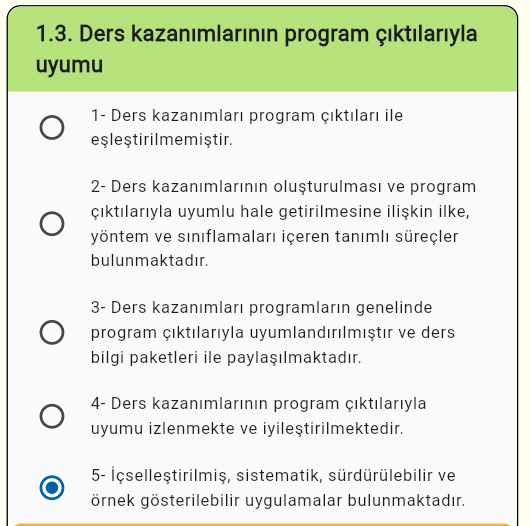 1.3. Ders kazanımlarının program çıktılarıyla
uyumu
1- Ders kazanımları program çıktıları ile
eşleştirilmemiştir.
2- Ders kazanımlarının oluşturulması ve program
çıktılarıyla uyumlu hale getirilmesine ilişkin ilke,
yöntem ve sınıflamaları içeren tanımlı süreçler
bulunmaktadır.
3- Ders kazanımları programların genelinde
program çıktılarıyla uyumlandırılmıştır ve ders
bilgi paketleri ile paylaşılmaktadır.
4- Ders kazanımlarının program çıktılarıyla
uyumu izlenmekte ve iyileştirilmektedir.
5- İçselleştirilmiş, sistematik, sürdürülebilir ve
örnek gösterilebilir uygulamalar bulunmaktadır.